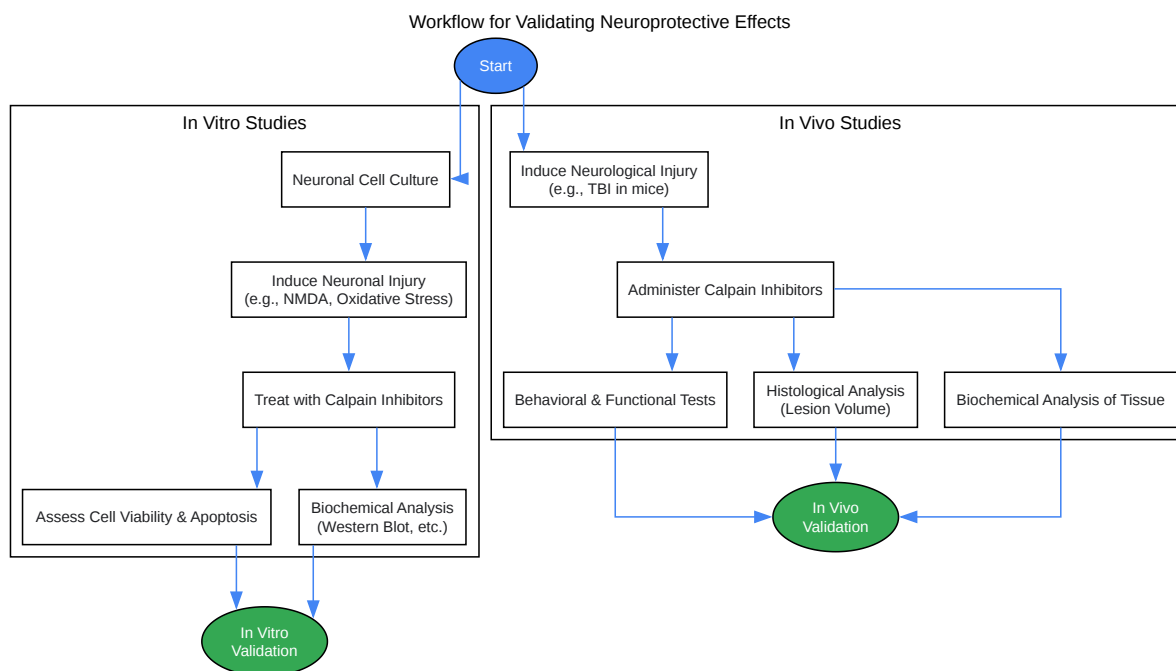 Workflow for Validating Neuroprotective Effects
Start
In Vitro Studies
Neuronal Cell Culture
Induce Neuronal Injury
(e.g., NMDA, Oxidative Stress)
Treat with Calpain Inhibitors
Assess Cell Viability & Apoptosis
Biochemical Analysis
(Western Blot, etc.)
In Vitro
Validation
In Vivo Studies
Induce Neurological Injury
(e.g., TBI in mice)
Administer Calpain Inhibitors
Behavioral & Functional Tests
Histological Analysis
(Lesion Volume)
Biochemical Analysis of Tissue
In Vivo
Validation